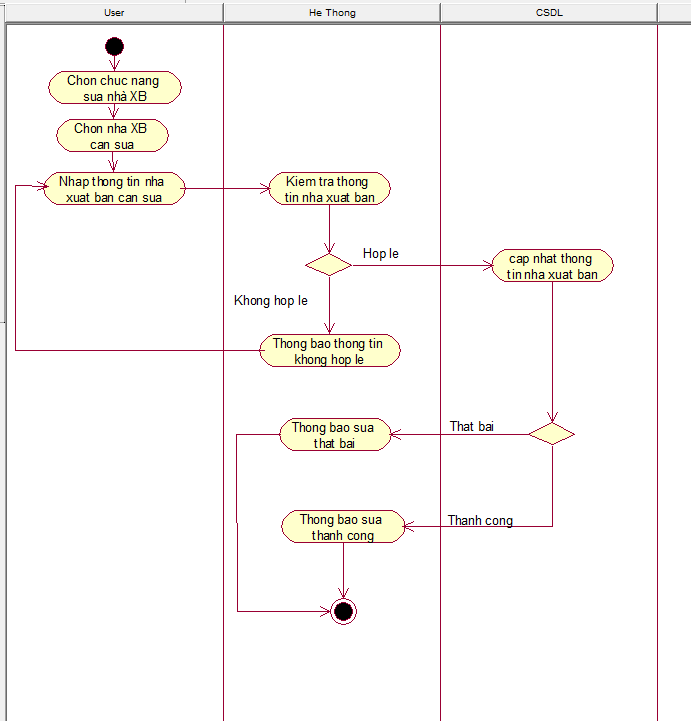 User
He Thong
CSDL
Chon chuc nang
sua nhà XB
Chon nha XB
can sua
Nhap thong tin nha
xuat ban can sua
Kiem tra thong
tin nha xuat ban
Hop le
cap nhat thong
tin nha xuat ban
Khong hop le
Thong bao thong tin
khong hop le
That bai
Thong bao sua
that bai
Thanh cong
Thong bao sua
thanh cong